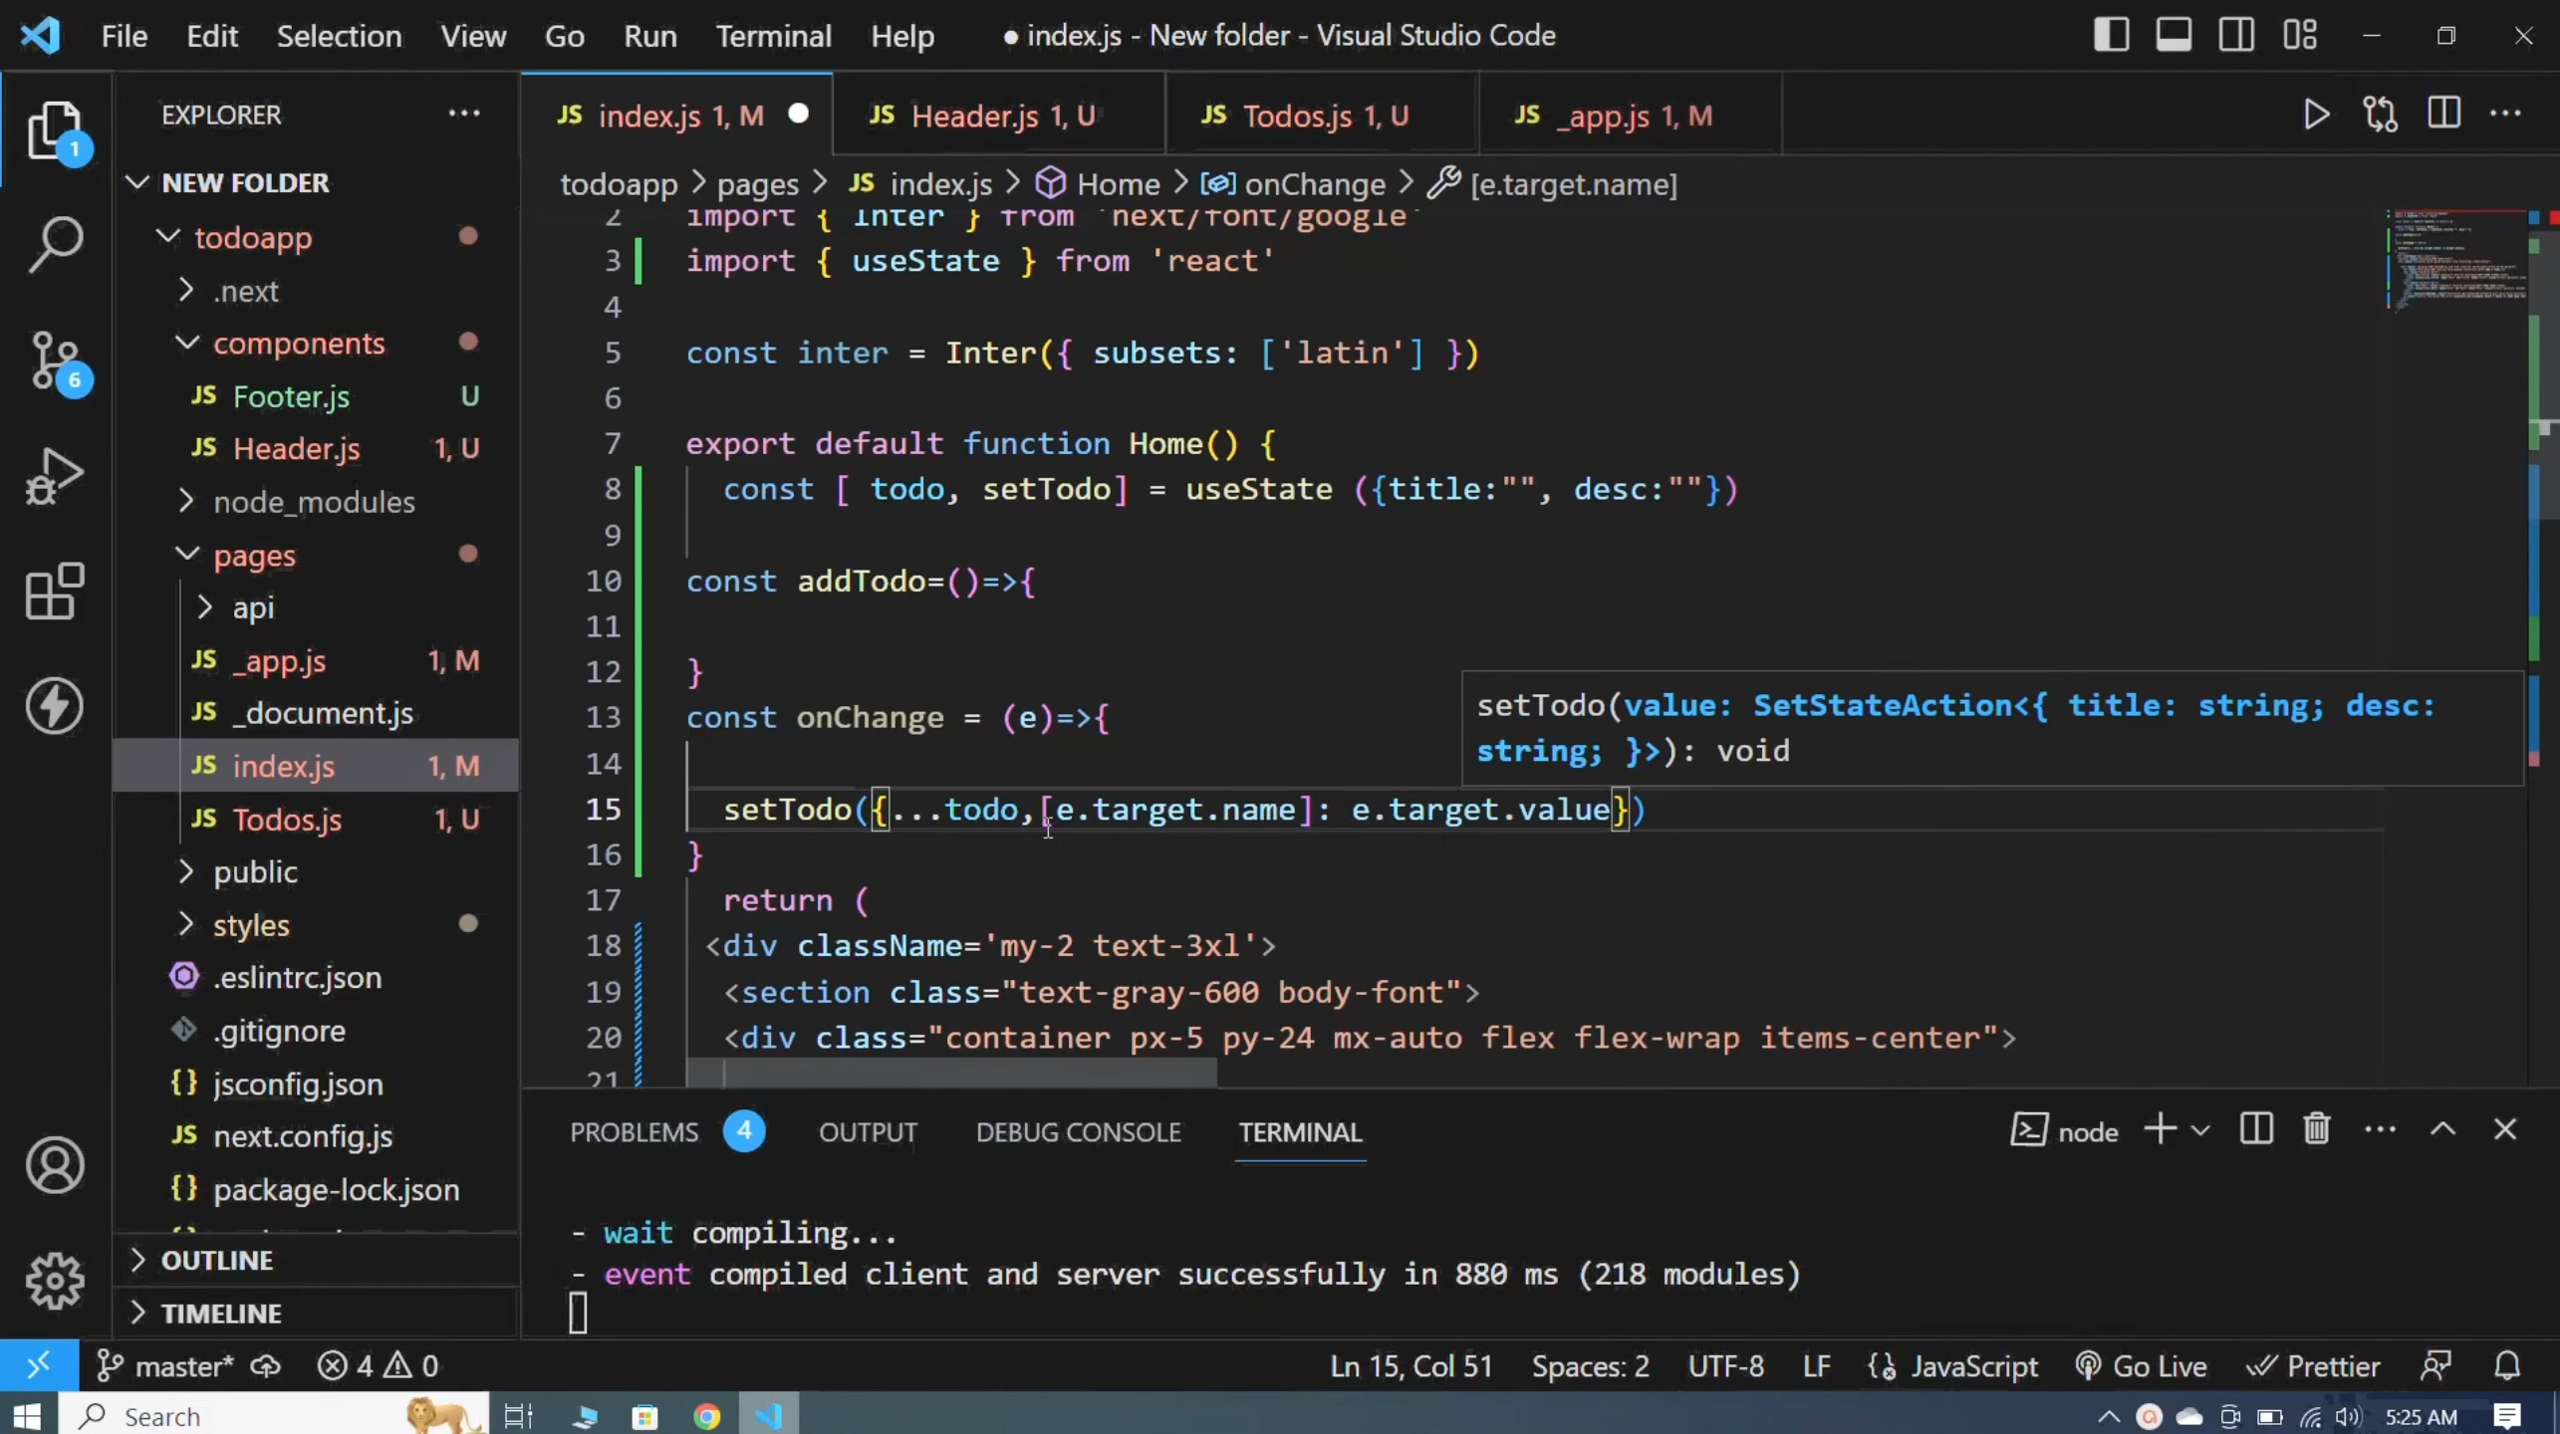 File Edit Selection View Go Run Terminal Help
● index.js - New folder - Visual Studio Code
EXPLORER ···
JS index.js 1, M
JS Header.js 1, U
JS Todos.js 1, U
JS _app.js 1, M
todoapp > pages > JS index.js > Home > onChange > [e.target.name]
1
NEW FOLDER
todoapp
.next
components
JS Footer.js U
JS Header.js 1, U
node_modules
pages
api
JS _app.js 1, M
JS _document.js
JS index.js 1, M
JS Todos.js 1, U
public
styles
.eslintrc.json
.gitignore
{} jsconfig.json
JS next.config.js
{} package-lock.json
OUTLINE
TIMELINE
6
2 import { Inter } from 'next/font/google'
3 import { useState } from 'react'
4
5 const inter = Inter({ subsets: ['latin'] })
6
7 export default function Home() {
8 const [ todo, setTodo] = useState ({title:"", desc:""})
9
10 const addTodo=()=>{
11
12 }
13 const onChange = (e)=>{
14
15 setTodo({...todo,[e.target.name]: e.target.value})
16 }
17 return (
18 <div className='my-2 text-3xl'>
19 <section class="text-gray-600 body-font">
20 <div class="container px-5 py-24 mx-auto flex flex-wrap items-center">
21
setTodo(value: SetStateAction<{ title: string; desc:
string; }>): void
PROBLEMS 4 OUTPUT DEBUG CONSOLE TERMINAL
node
- wait compiling...
- event compiled client and server successfully in 880 ms (218 modules)
master* 4 0
Ln 15, Col 51 Spaces: 2 UTF-8 LF {} JavaScript Go Live Prettier
Search
5:25 AM